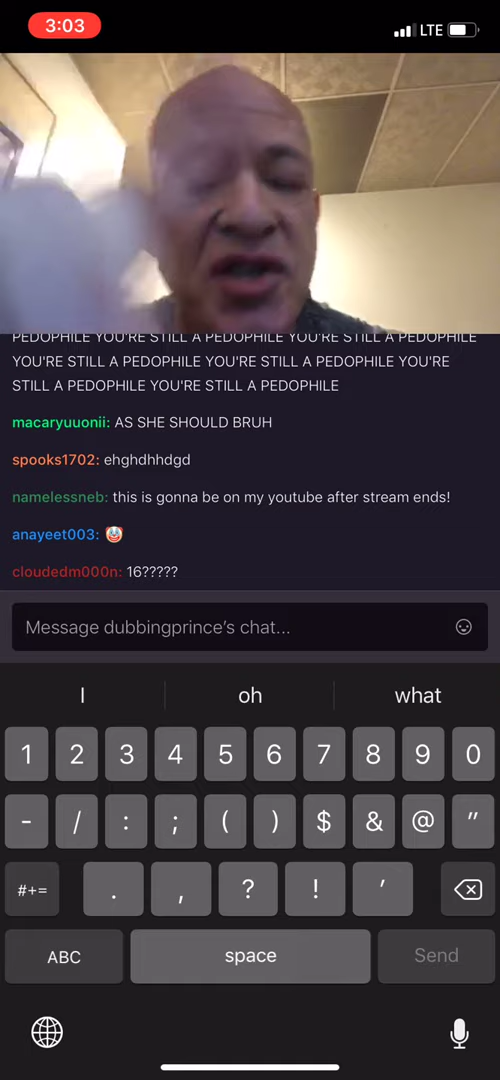 3:03
LTE
PEDOPHILE YOU'RE STILL A PEDOPHILE YOU'RE STILL A PEDOPHILE
YOU'RE STILL A PEDOPHILE YOU'RE STILL A PEDOPHILE YOU'RE
STILL A PEDOPHILE YOU'RE STILL A PEDOPHILE
macaryuuonii: AS SHE SHOULD BRUH
spooks1702: ehghdhhdgd
namelessneb: this is gonna be on my youtube after stream ends!
anayeet003: 🤡
cloudedm000n: 16?????
Message dubbingprince's chat...
I oh what
1 2 3 4 5 6 7 8 9 0
- / : ; ( ) $ & @ "
#+= . , ? ! '
ABC space Send